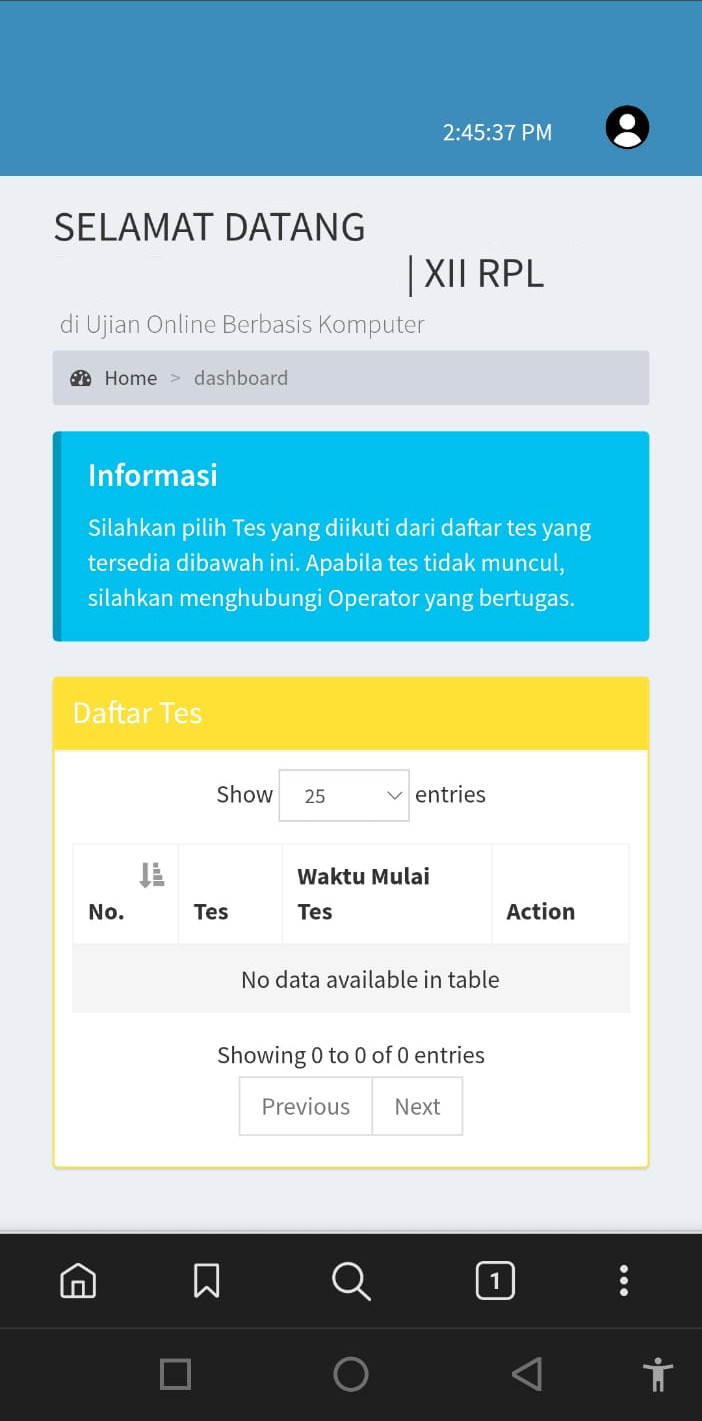 2:45:37 PM
SELAMAT DATANG
| XII RPL
di Ujian Online Berbasis Komputer
Home > dashboard
Informasi
Silahkan pilih Tes yang diikuti dari daftar tes yang
tersedia dibawah ini. Apabila tes tidak muncul,
silahkan menghubungi Operator yang bertugas.
Daftar Tes
Show 25 entries
No. Tes Waktu Mulai
Tes Action
No data available in table
Showing 0 to 0 of 0 entries
Previous Next
1